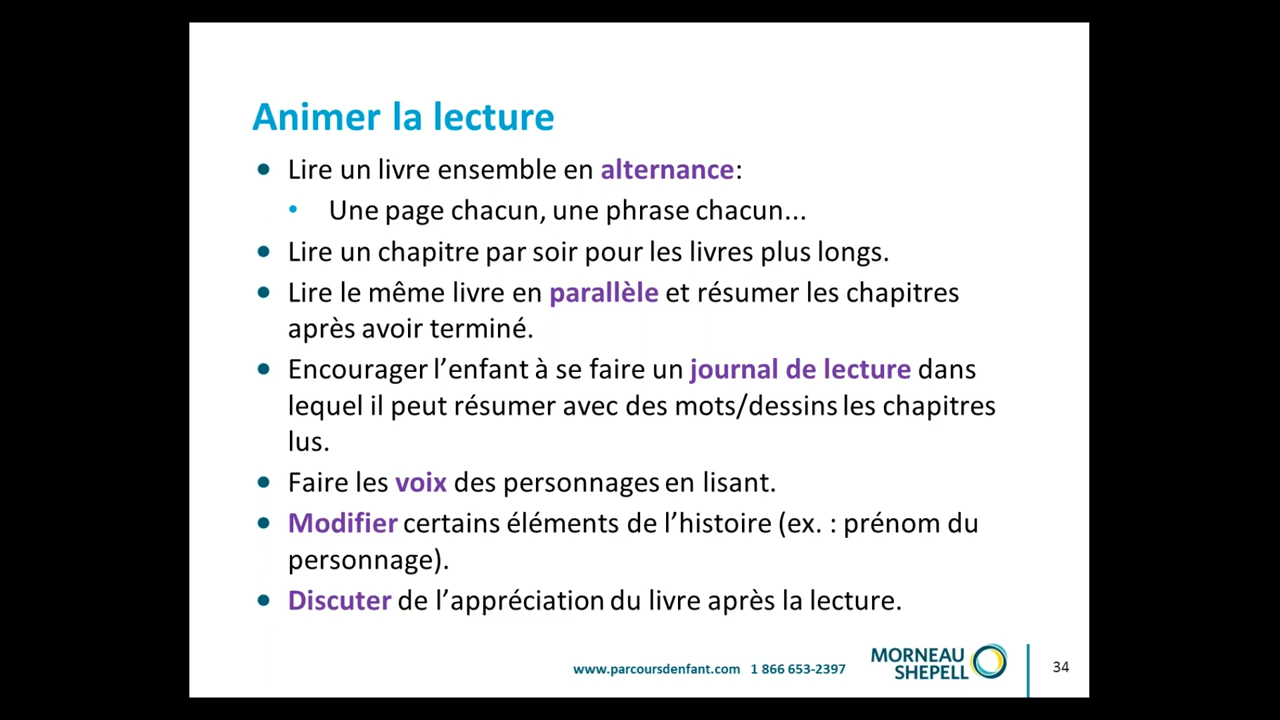 Animer la lecture
• Lire un livre ensemble en alternance:
• Une page chacun, une phrase chacun...
• Lire un chapitre par soir pour les livres plus longs.
• Lire le même livre en parallèle et résumer les chapitres
après avoir terminé.
• Encourager l’enfant à se faire un journal de lecture dans
lequel il peut résumer avec des mots/dessins les chapitres
lus.
• Faire les voix des personnages en lisant.
• Modifier certains éléments de l’histoire (ex. : prénom du
personnage).
• Discuter de l’appréciation du livre après la lecture.
www.parcoursdenfant.com 1 866 653-2397
MORNEAU
SHEPELL
34